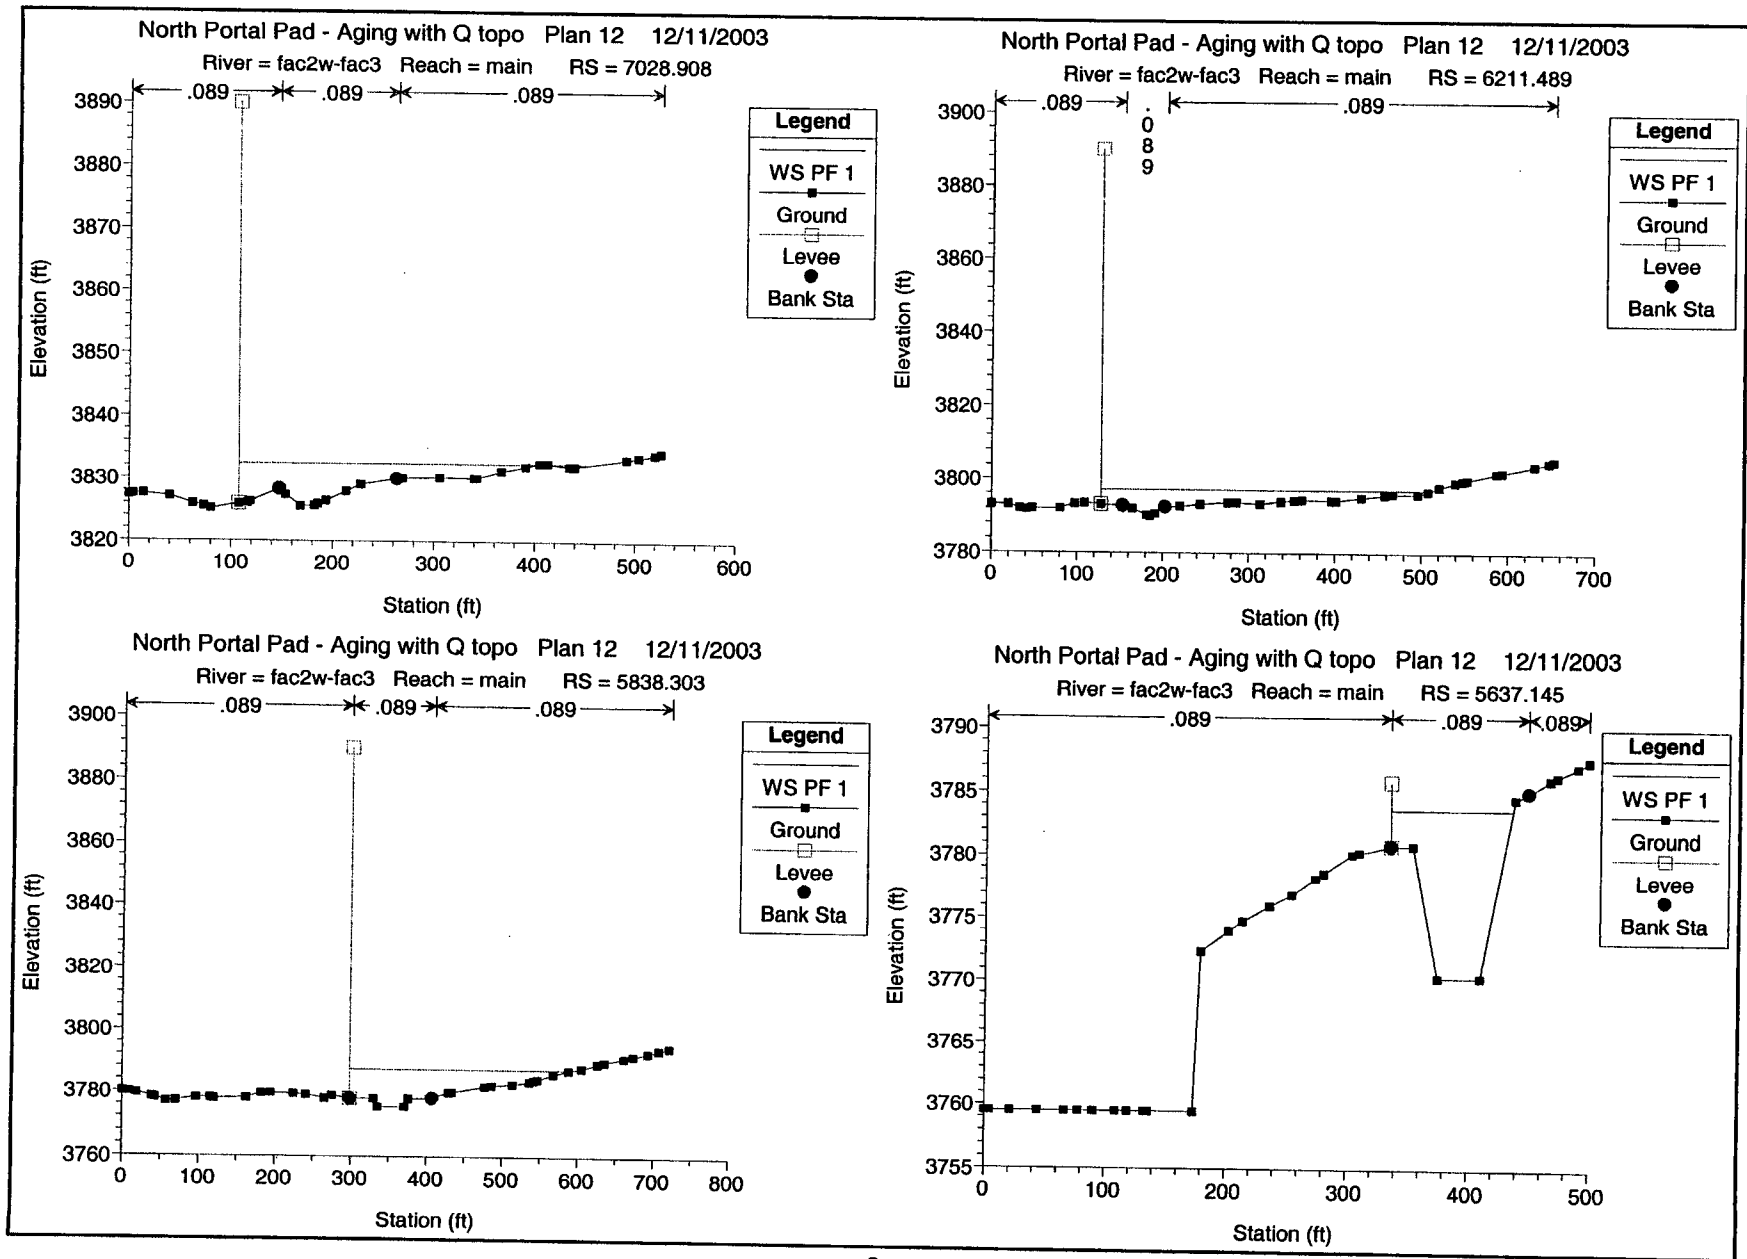 North Portal Pad - Aging with Q topo Plan 12 12/11/2003
River = fac2w-fac3 Reach = main RS = 7028.908
.089 .089 .089
3890
3880
3870
3860
3850
3840
3830
3820
Elevation (ft)
0 100 200 300 400 500 600
Station (ft)
Legend
WS PF 1
Ground
Levee
Bank Sta
North Portal Pad - Aging with Q topo Plan 12 12/11/2003
River = fac2w-fac3 Reach = main RS = 6211.489
.089 .089 .089
3900
3880
3860
3840
3820
3800
3780
Elevation (ft)
0 100 200 300 400 500 600 700
Station (ft)
Legend
WS PF 1
Ground
Levee
Bank Sta
North Portal Pad - Aging with Q topo Plan 12 12/11/2003
River = fac2w-fac3 Reach = main RS = 5838.303
.089 .089 .089
3900
3880
3860
3840
3820
3800
3780
3760
Elevation (ft)
0 100 200 300 400 500 600 700 800
Station (ft)
Legend
WS PF 1
Ground
Levee
Bank Sta
North Portal Pad - Aging with Q topo Plan 12 12/11/2003
River = fac2w-fac3 Reach = main RS = 5637.145
.089 .089 .089
3790
3785
3780
3775
3770
3765
3760
3755
Elevation (ft)
0 100 200 300 400 500
Station (ft)
Legend
WS PF 1
Ground
Levee
Bank Sta